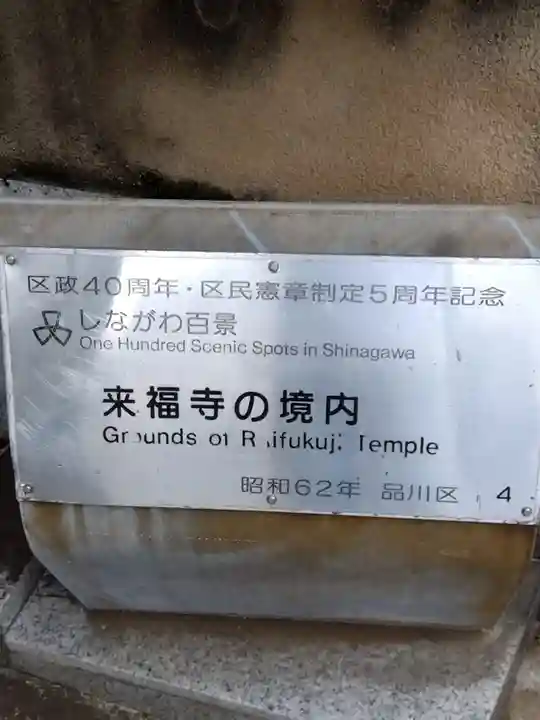 区政40周年・区民憲章制定5周年記念
しながわ百景
One Hundred Scenic Spots in Shinagawa
来福寺の境内
Grounds of Raifukuji Temple
昭和62年 品川区 4